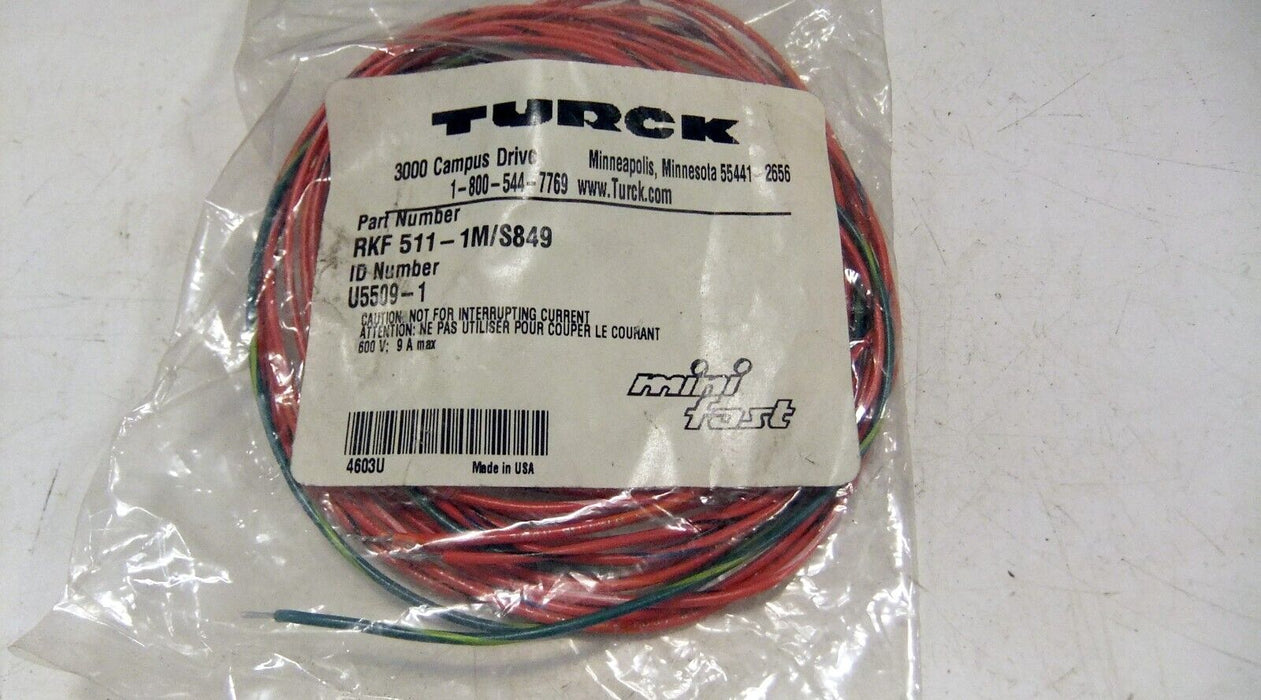 TURCK
3000 Campus Drive Minneapolis, Minnesota 55441-2656
1-800-544-7769 www.Turck.com
Part Number
RKF 511-1M/S849
ID Number
U5509-1
CAUTION: NOT FOR INTERRUPTING CURRENT
ATTENTION: NE PAS UTILISER POUR COUPER LE COURANT
600 V; 9 A max
mini
fast
4603U Made in USA